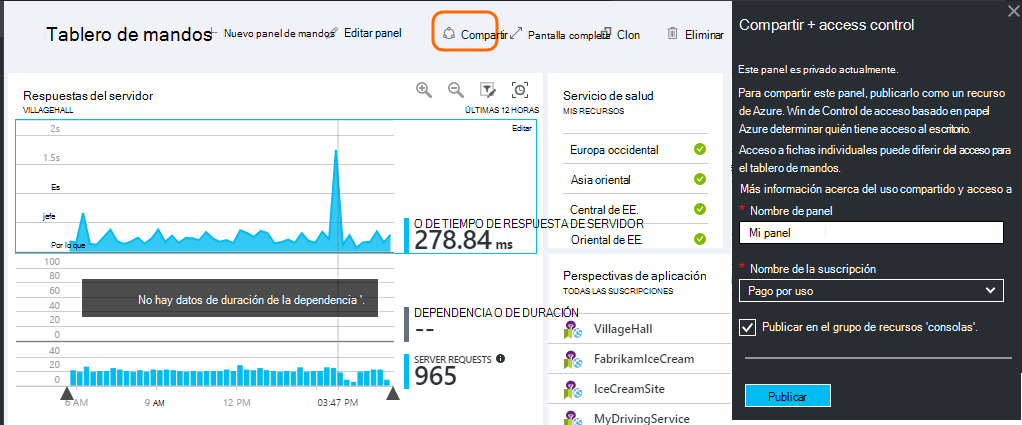 Tablero de mandos
Nuevo panel de mandos
Editar panel
Compartir
Pantalla completa
Clon
Eliminar
Respuestas del servidor
VILLAGEHALL
ÚLTIMAS 12 HORAS
Editar
2s
1.5s
Es
jefe
Por lo que
O DE TIEMPO DE RESPUESTA DE SERVIDOR
278.84 ms
100
80
60
40
20
0
No hay datos de duración de la dependencia '.
DEPENDENCIA O DE DURACIÓN
--
40
20
0
SERVER REQUESTS
965
6 AM
9 AM
12 PM
03:47 PM
Servicio de salud
MIS RECURSOS
Europa occidental
Asia oriental
Central de EE.
Oriental de EE.
Perspectivas de aplicación
TODAS LAS SUSCRIPCIONES
VillageHall
FabrikamIceCream
IceCreamSite
MyDrivingService
Compartir + access control
Este panel es privado actualmente.
Para compartir este panel, publicarlo como un recurso
de Azure. Win de Control de acceso basado en papel
Azure determinar quién tiene acceso al escritorio.
Acceso a fichas individuales puede diferir del acceso para
el tablero de mandos.
Más información acerca del uso compartido y acceso a
* Nombre de panel
Mi panel
* Nombre de la suscripción
Pago por uso
Publicar en el grupo de recursos 'consolas'.
Publicar